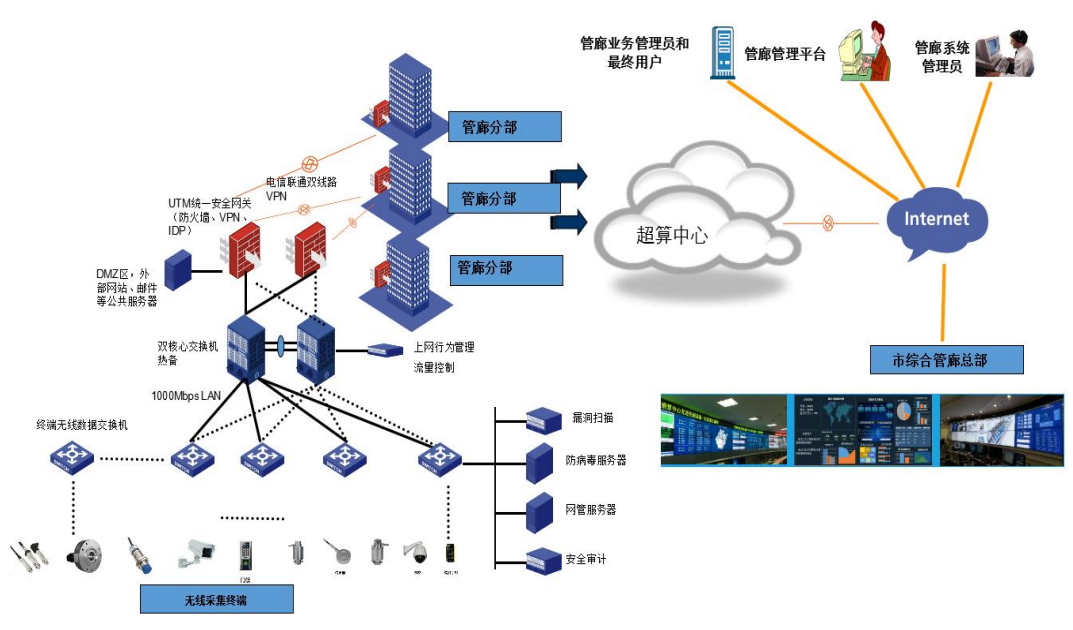 管廊业务管理员和
最终用户
管廊管理平台
管廊系统
管理员
管廊分部
电信联通双线路
VPN
管廊分部
UTM统一安全网关
（防火墙、VPN、
IDP）
超算中心
Internet
管廊分部
DMZ区，外
部网站、邮件
等公共服务器
双核心交换机
热备
上网行为管理
流量控制
市综合管廊总部
1000Mbps LAN
终端无线数据交换机
漏洞扫描
防病毒服务器
网管服务器
安全审计
SWITCH
SWITCH
SWITCH
SWITCH
SWITCH
无线采集终端